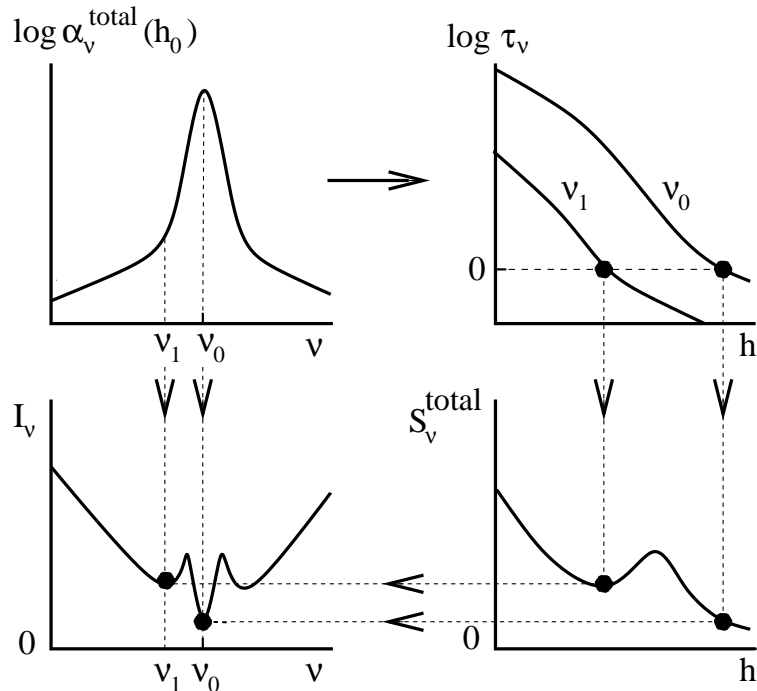 log α_ν^total (h_0)
ν_1 ν_0 ν
log τ_ν
ν_1
ν_0
0
h
I_ν
0
ν_1 ν_0 ν
S_ν^total
0
h